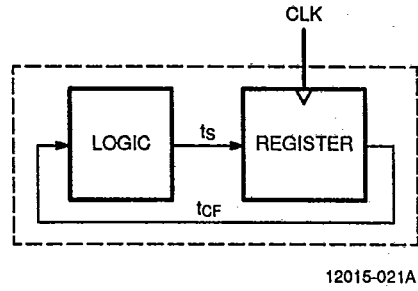 CLK
LOGIC
tS
REGISTER
tCF
12015-021A